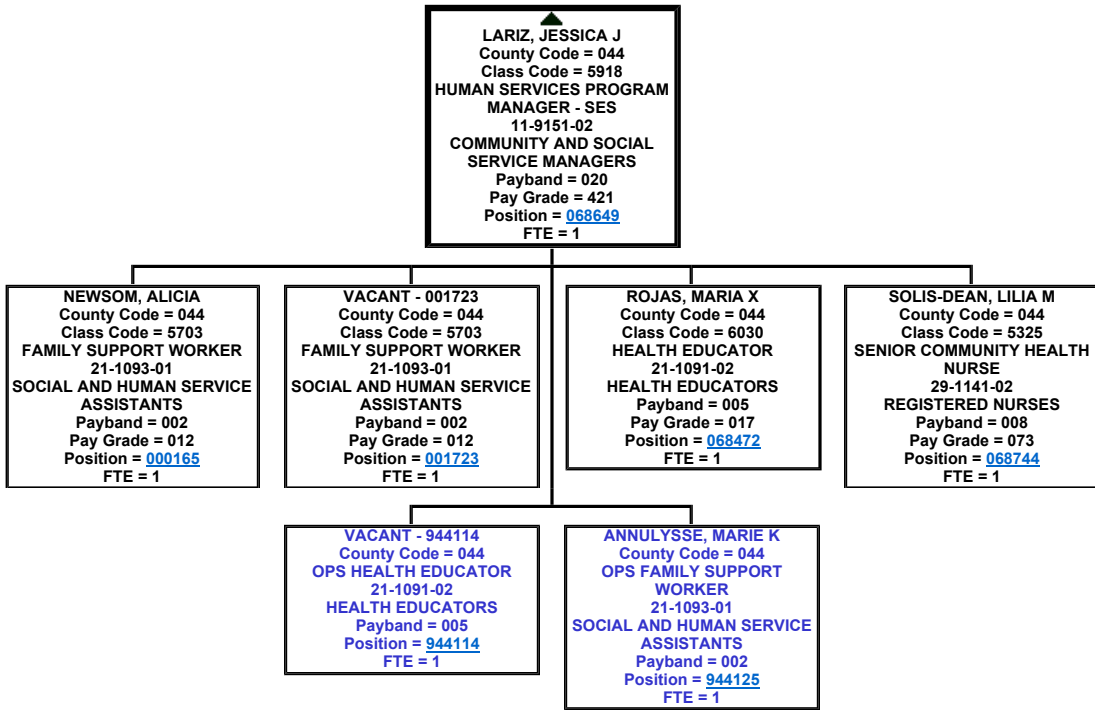 LARIZ, JESSICA J
County Code = 044
Class Code = 5918
HUMAN SERVICES PROGRAM
MANAGER - SES
11-9151-02
COMMUNITY AND SOCIAL
SERVICE MANAGERS
Payband = 020
Pay Grade = 421
Position = 068649
FTE = 1
NEWSOM, ALICIA
County Code = 044
Class Code = 5703
FAMILY SUPPORT WORKER
21-1093-01
SOCIAL AND HUMAN SERVICE
ASSISTANTS
Payband = 002
Pay Grade = 012
Position = 000165
FTE = 1
VACANT - 001723
County Code = 044
Class Code = 5703
FAMILY SUPPORT WORKER
21-1093-01
SOCIAL AND HUMAN SERVICE
ASSISTANTS
Payband = 002
Pay Grade = 012
Position = 001723
FTE = 1
ROJAS, MARIA X
County Code = 044
Class Code = 6030
HEALTH EDUCATOR
21-1091-02
HEALTH EDUCATORS
Payband = 005
Pay Grade = 017
Position = 068472
FTE = 1
SOLIS-DEAN, LILIA M
County Code = 044
Class Code = 5325
SENIOR COMMUNITY HEALTH
NURSE
29-1141-02
REGISTERED NURSES
Payband = 008
Pay Grade = 073
Position = 068744
FTE = 1
VACANT - 944114
County Code = 044
OPS HEALTH EDUCATOR
21-1091-02
HEALTH EDUCATORS
Payband = 005
Position = 944114
FTE = 1
ANNULYSSE, MARIE K
County Code = 044
OPS FAMILY SUPPORT
WORKER
21-1093-01
SOCIAL AND HUMAN SERVICE
ASSISTANTS
Payband = 002
Position = 944125
FTE = 1